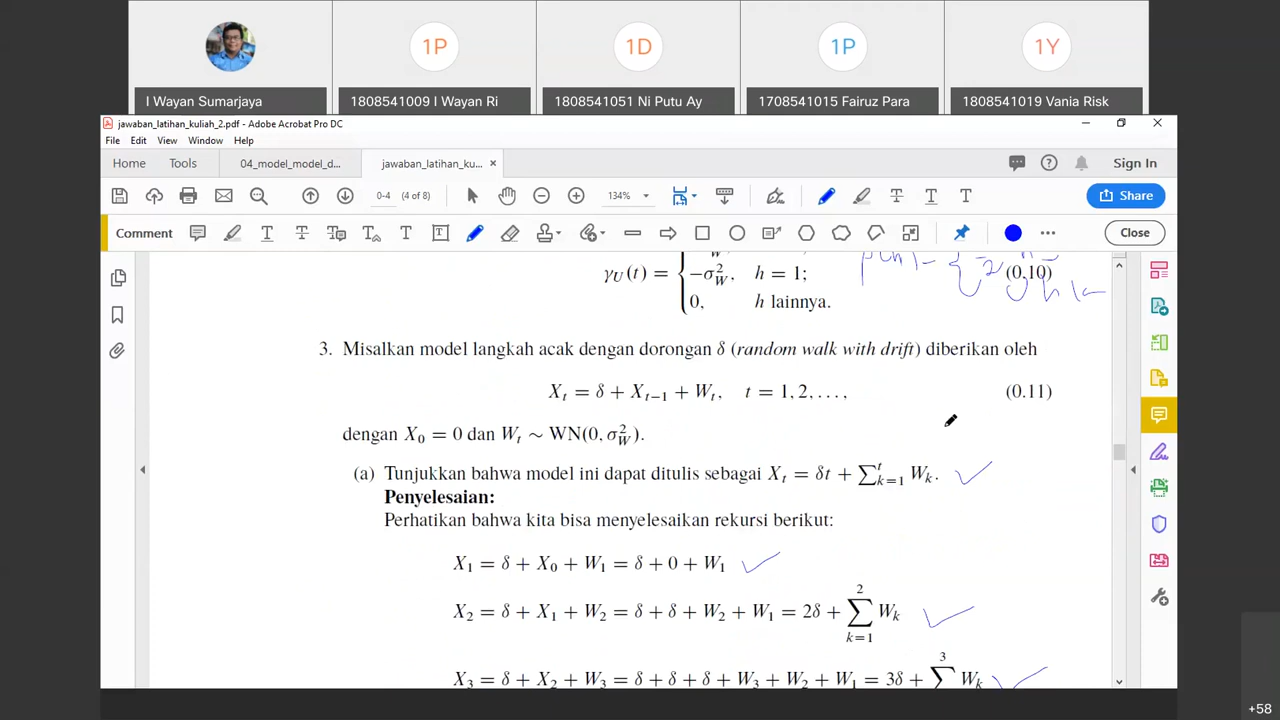 1P
1D
1P
1Y
I Wayan Sumarjaya
1808541009 I Wayan Ri
1808541051 Ni Putu Ay
1708541015 Fairuz Para
1808541019 Vania Risk
jawaban_latihan_kuliah_2.pdf - Adobe Acrobat Pro DC
File Edit View Window Help
Home Tools 04_model_model_d... jawaban_latihan_ku... × Sign In
0-4 (4 of 8) 134% Share
Comment Close
γ_U(t) = { −σ²_W, h = 1; (0.10)
0, h lainnya.
3. Misalkan model langkah acak dengan dorongan δ (random walk with drift) diberikan oleh
X_t = δ + X_{t−1} + W_t, t = 1, 2, . . . , (0.11)
dengan X_0 = 0 dan W_t ∼ WN(0, σ²_W).
(a) Tunjukkan bahwa model ini dapat ditulis sebagai X_t = δt + ∑^t_{k=1} W_k.
Penyelesaian:
Perhatikan bahwa kita bisa menyelesaikan rekursi berikut:
X_1 = δ + X_0 + W_1 = δ + 0 + W_1
X_2 = δ + X_1 + W_2 = δ + δ + W_2 + W_1 = 2δ + ∑^2_{k=1} W_k
X_3 = δ + X_2 + W_3 = δ + δ + δ + W_3 + W_2 + W_1 = 3δ + ∑^3 W_k
+58